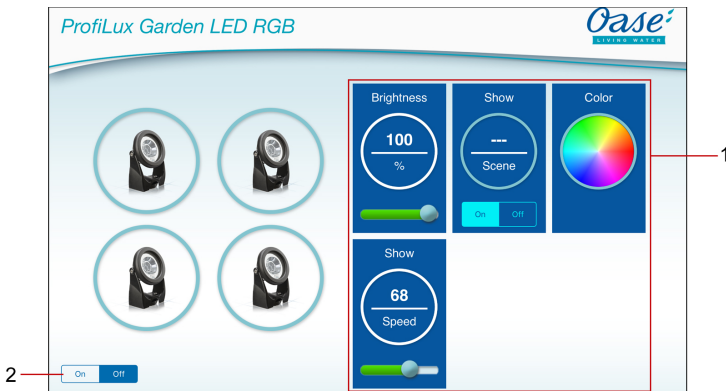 ProfiLux Garden LED RGB
Oase
LIVING WATER
Brightness
100
%
Show
---
Scene
On Off
Color
1
Show
68
Speed
2
On Off